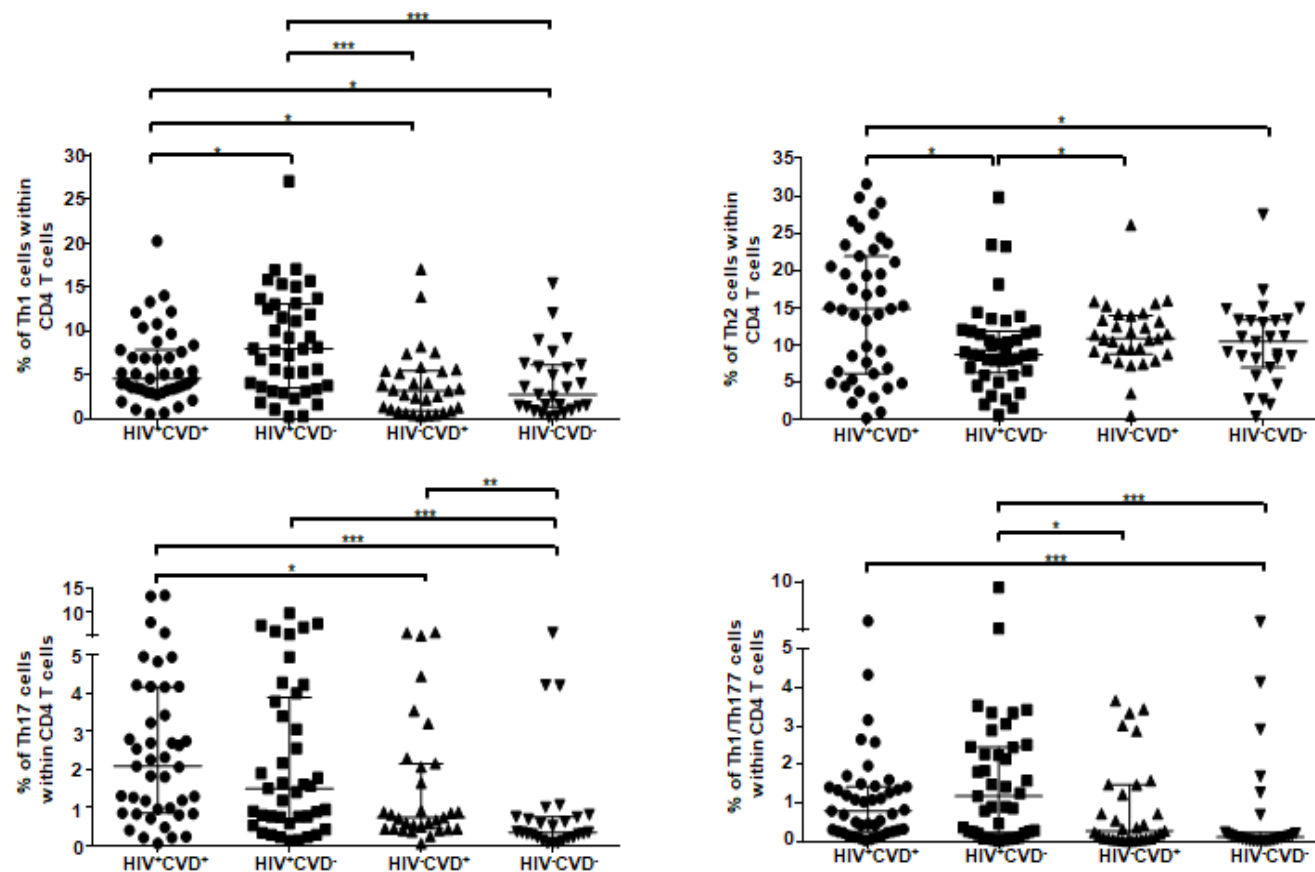 ***
***
*
*
*
30
25
20
15
10
5
0
% of Th1 cells within
CD4 T cells
HIV⁺CVD⁺
HIV⁺CVD⁻
HIV⁻CVD⁺
HIV⁻CVD⁻
*
*
*
35
30
25
20
15
10
5
0
% of Th2 cells within
CD4 T cells
HIV⁺CVD⁺
HIV⁺CVD⁻
HIV⁻CVD⁺
HIV⁻CVD⁻
**
***
***
*
15
10
5
4
3
2
1
0
% of Th17 cells
within CD4 T cells
HIV⁺CVD⁺
HIV⁺CVD⁻
HIV⁻CVD⁺
HIV⁻CVD⁻
***
*
***
10
5
4
3
2
1
0
% of Th1/Th177 cells
within CD4 T cells
HIV⁺CVD⁺
HIV⁺CVD⁻
HIV⁻CVD⁺
HIV⁻CVD⁻